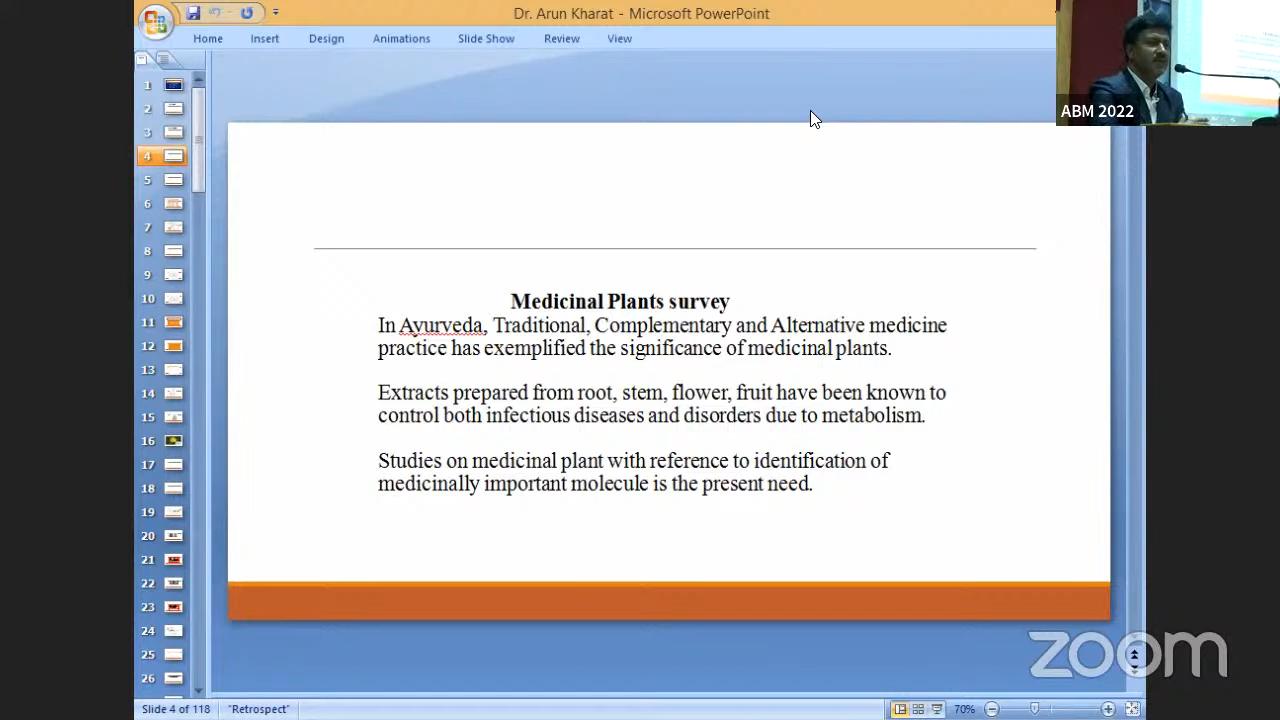 Dr. Arun Kharat - Microsoft PowerPoint
Home Insert Design Animations Slide Show Review View
ABM 2022
1
2
3
4
5
6
7
8
9
10
11
12
13
14
15
16
17
18
19
20
21
22
23
24
25
26
Medicinal Plants survey
In Ayurveda, Traditional, Complementary and Alternative medicine
practice has exemplified the significance of medicinal plants.
Extracts prepared from root, stem, flower, fruit have been known to
control both infectious diseases and disorders due to metabolism.
Studies on medicinal plant with reference to identification of
medicinally important molecule is the present need.
zoom
Slide 4 of 118 "Retrospect" 70%